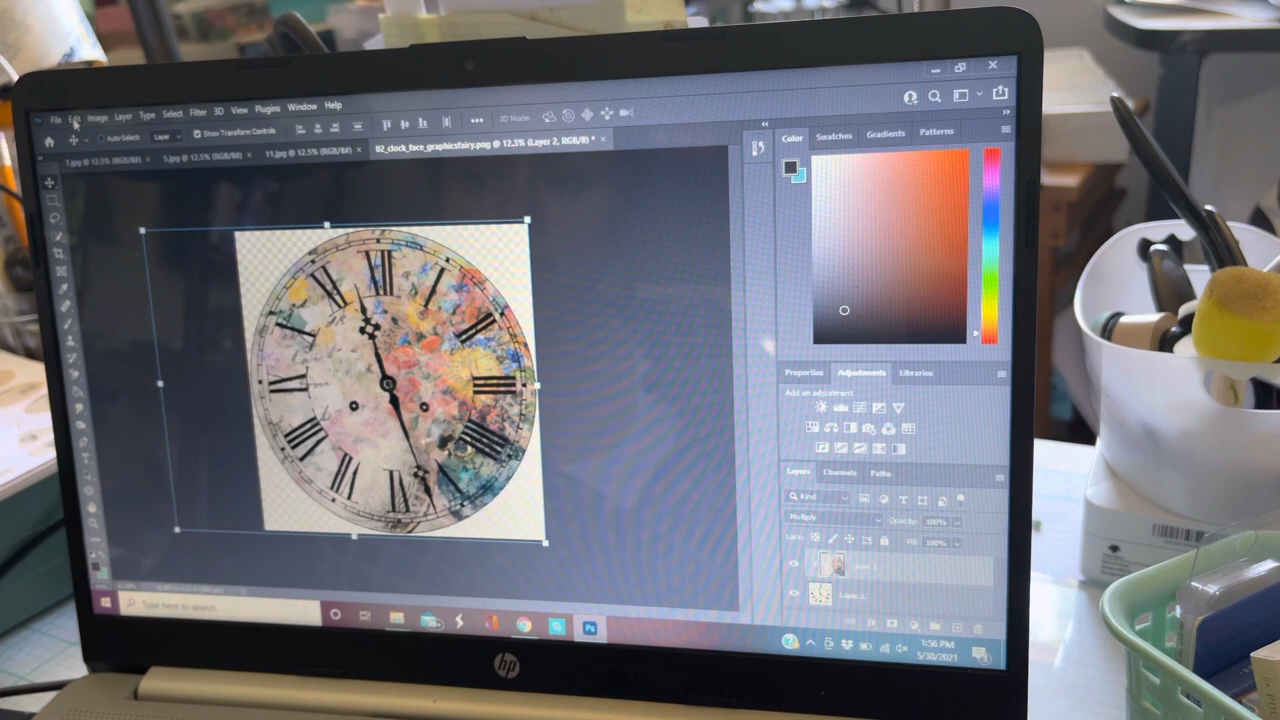 Ps File Edit Image Layer Type Select Filter 3D View Plugins Window Help
Auto-Select: Layer Show Transform Controls 3D Mode:
7.jpg @ 12.5% (RGB/8#) × 5.jpg @ 12.5% (RGB/8#) × 11.jpg @ 12.5% (RGB/8#) × 02_clock_face_graphicsfairy.png @ 12.3% (Layer 2, RGB/8#) * ×
Color Swatches Gradients Patterns
Properties Adjustments Libraries
Add an adjustment
Layers Channels Paths
Kind
Multiply Opacity: 100%
Lock: Fill: 100%
Type here to search
Ps
1:56 PM
5/30/2021
hp